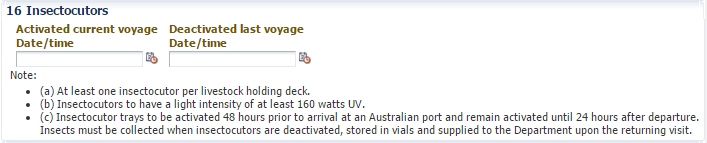 16 Insectocutors
Activated current voyage Deactivated last voyage
Date/time Date/time
Note:
• (a) At least one insectocutor per livestock holding deck.
• (b) Insectocutors to have a light intensity of at least 160 watts UV.
• (c) Insectocutor trays to be activated 48 hours prior to arrival at an Australian port and remain activated until 24 hours after departure.
Insects must be collected when insectocutors are deactivated, stored in vials and supplied to the Department upon the returning visit.